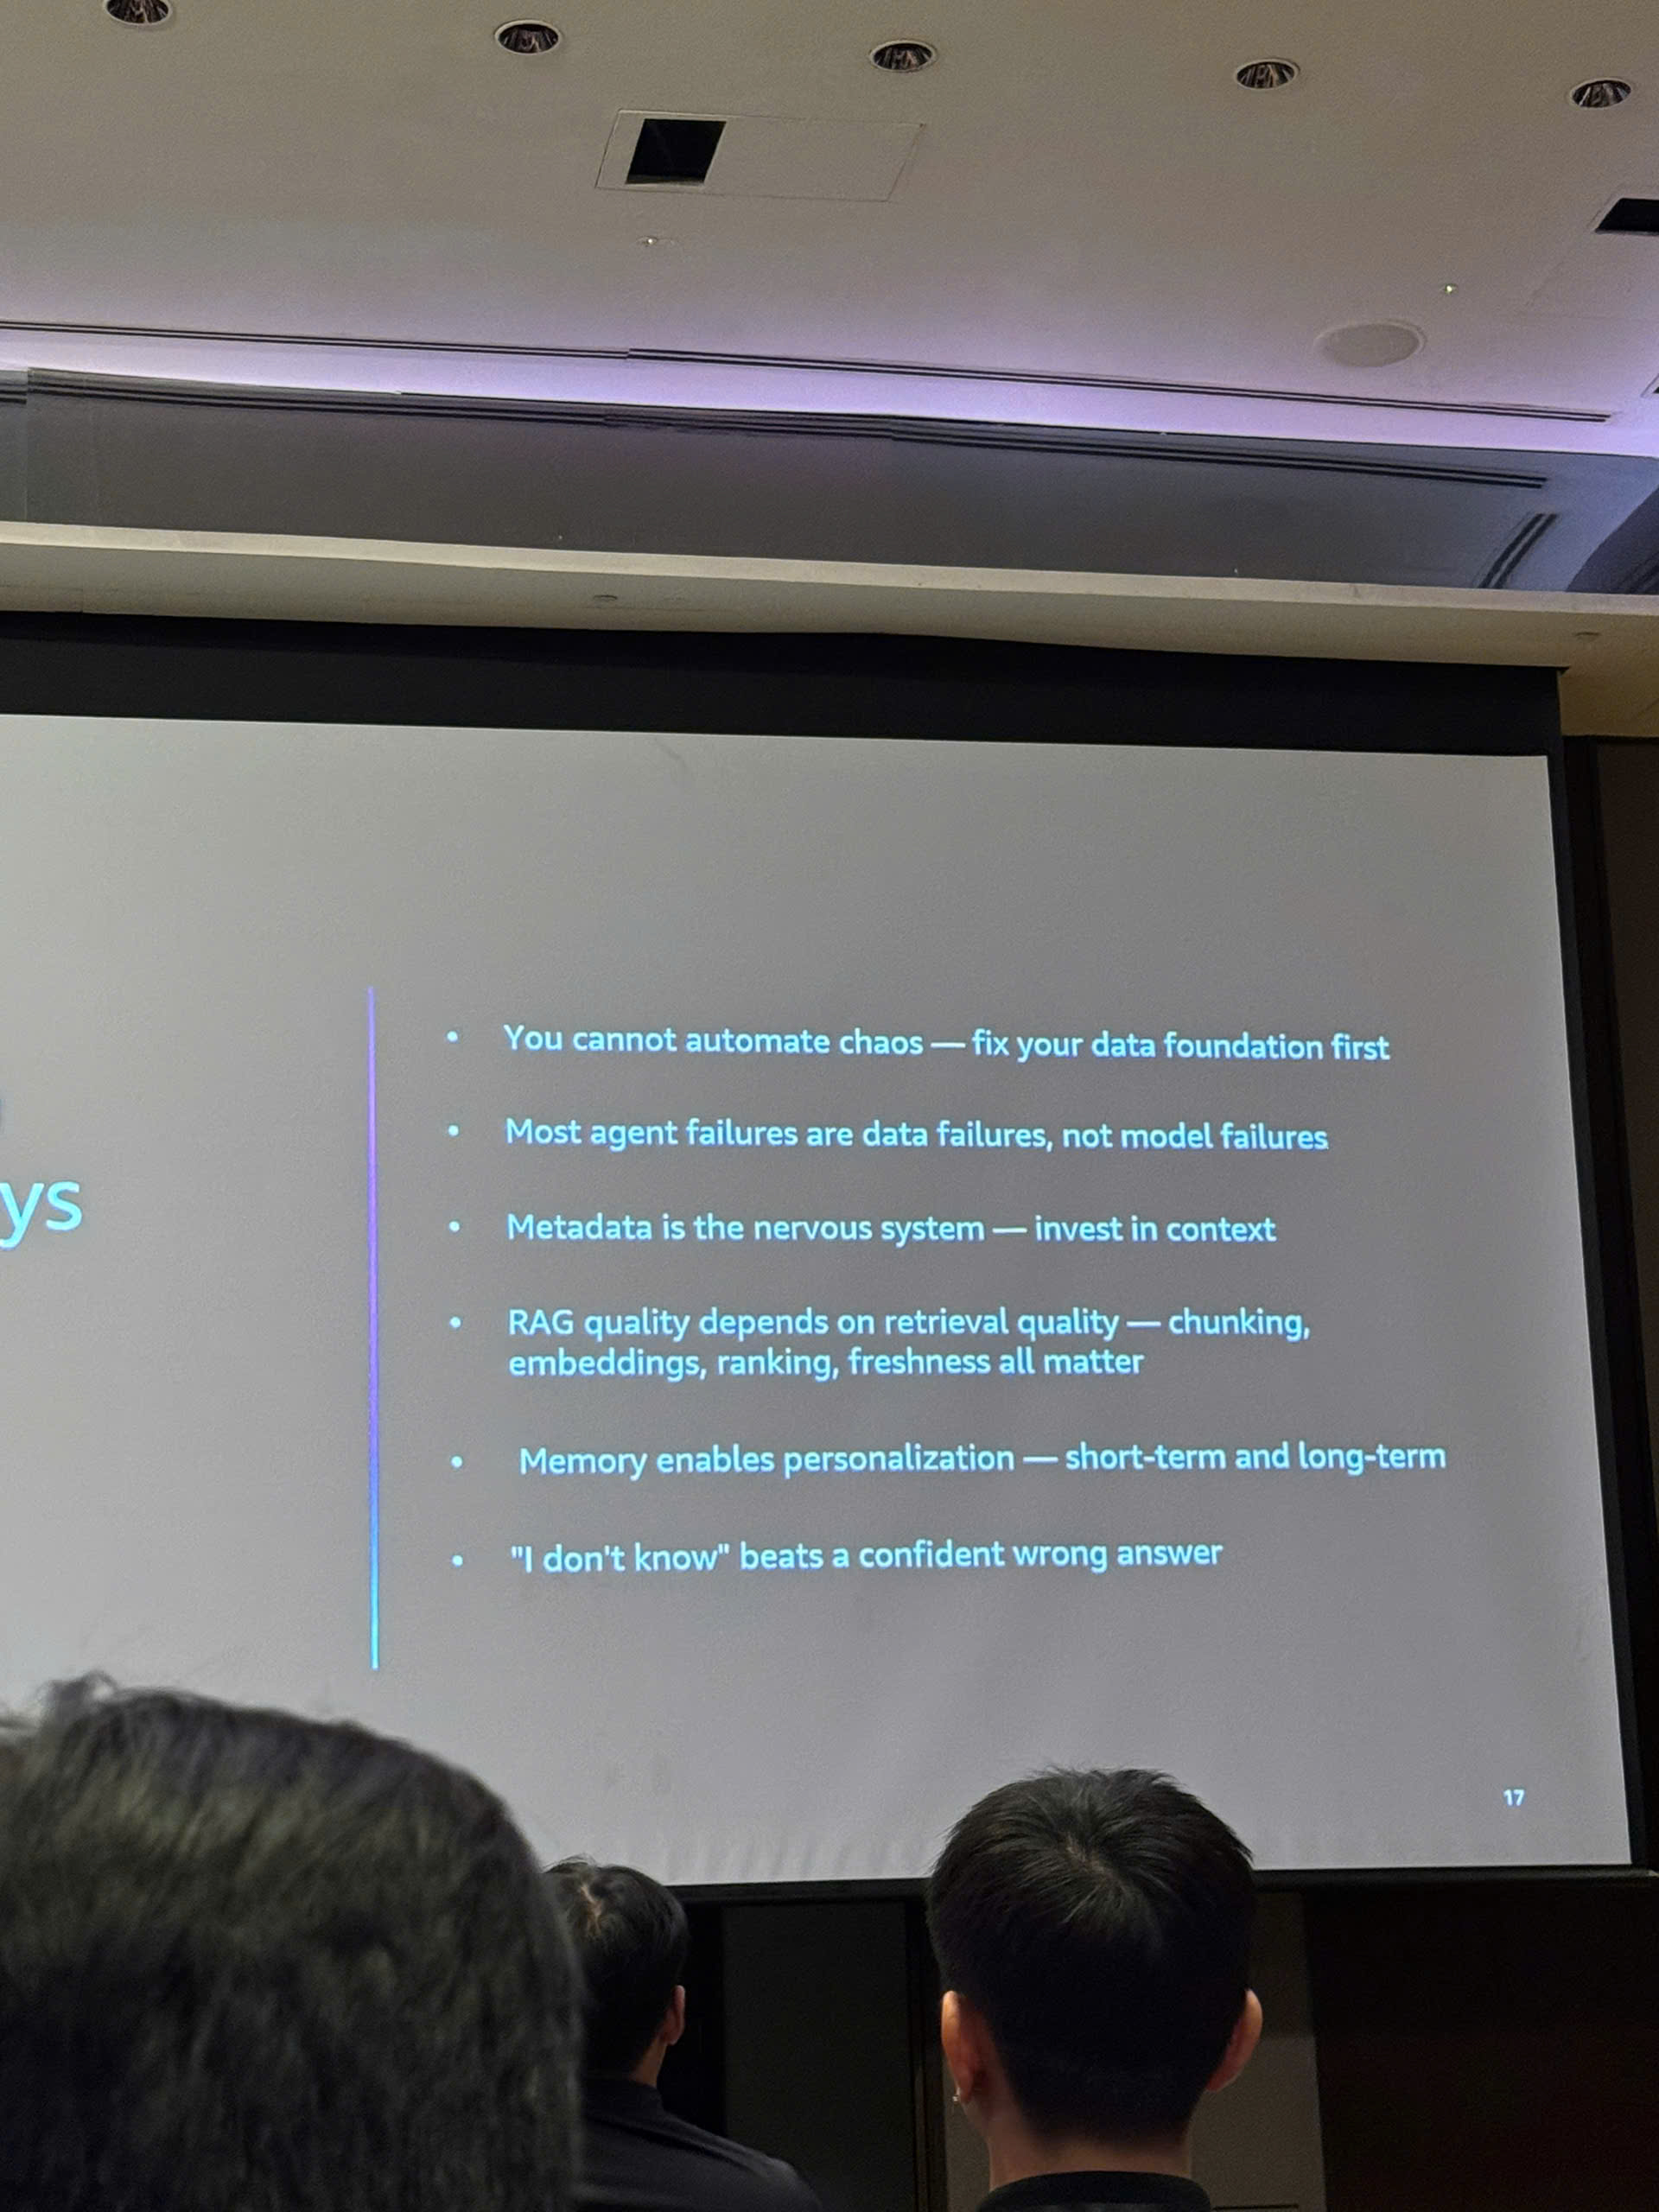 ys
• You cannot automate chaos — fix your data foundation first
• Most agent failures are data failures, not model failures
• Metadata is the nervous system — invest in context
• RAG quality depends on retrieval quality — chunking,
embeddings, ranking, freshness all matter
• Memory enables personalization — short-term and long-term
• "I don't know" beats a confident wrong answer
17